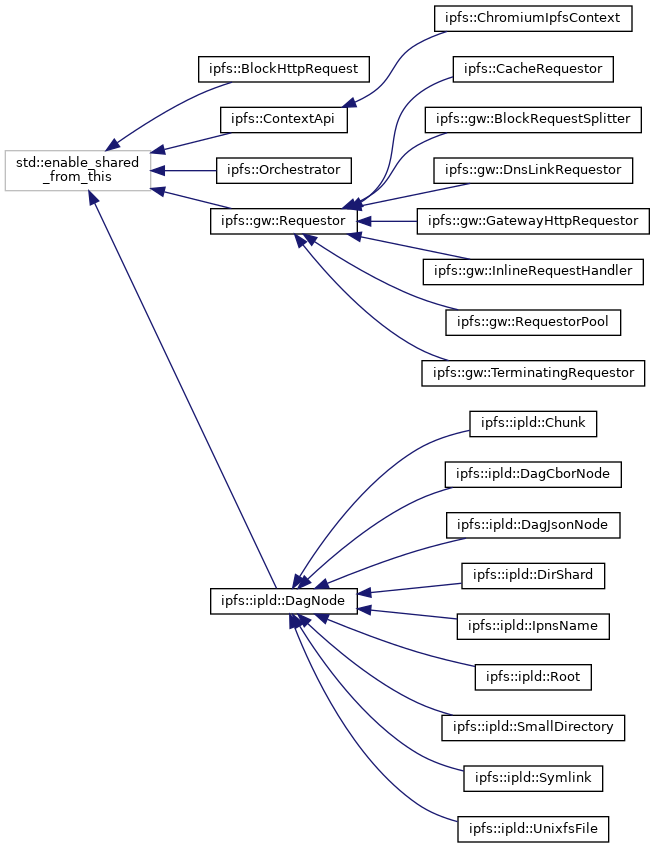 ipfs::ChromiumIpfsContext
ipfs::BlockHttpRequest
ipfs::CacheRequestor
ipfs::ContextApi
ipfs::gw::BlockRequestSplitter
std::enable_shared
_from_this
ipfs::Orchestrator
ipfs::gw::DnsLinkRequestor
ipfs::gw::Requestor
ipfs::gw::GatewayHttpRequestor
ipfs::gw::InlineRequestHandler
ipfs::gw::RequestorPool
ipfs::gw::TerminatingRequestor
ipfs::ipld::Chunk
ipfs::ipld::DagCborNode
ipfs::ipld::DagJsonNode
ipfs::ipld::DirShard
ipfs::ipld::DagNode
ipfs::ipld::IpnsName
ipfs::ipld::Root
ipfs::ipld::SmallDirectory
ipfs::ipld::Symlink
ipfs::ipld::UnixfsFile